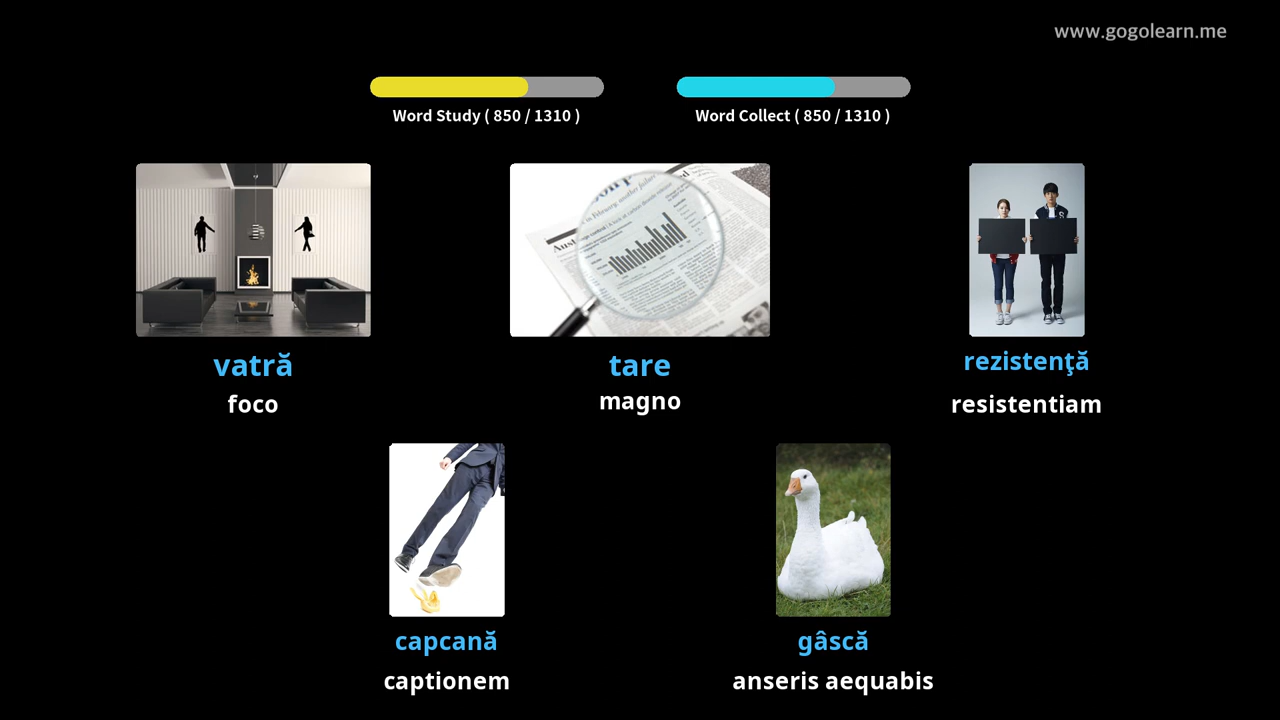 www.gogolearn.me
Word Study ( 850 / 1310 )
Word Collect ( 850 / 1310 )
vatră
foco
tare
magno
rezistenţă
resistentiam
capcană
captionem
gâscă
anseris aequabis